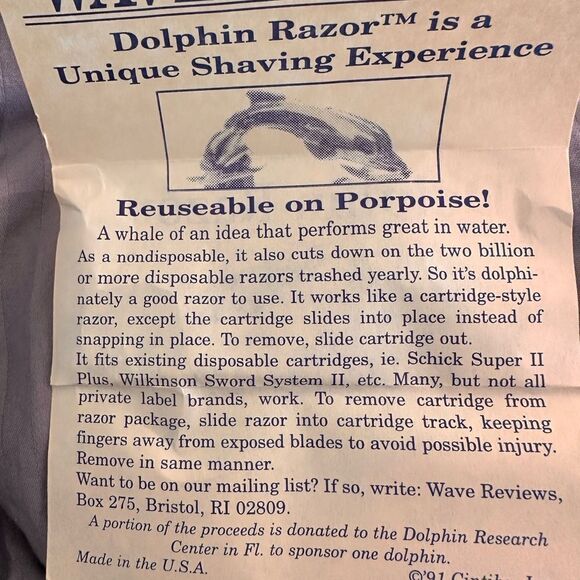 Dolphin Razor™ is a
Unique Shaving Experience
Reuseable on Porpoise!
A whale of an idea that performs great in water.
As a nondisposable, it also cuts down on the two billion
or more disposable razors trashed yearly. So it's dolphi-
nately a good razor to use. It works like a cartridge-style
razor, except the cartridge slides into place instead of
snapping in place. To remove, slide cartridge out.
It fits existing disposable cartridges, ie. Schick Super II
Plus, Wilkinson Sword System II, etc. Many, but not all
private label brands, work. To remove cartridge from
razor package, slide razor into cartridge track, keeping
fingers away from exposed blades to avoid possible injury.
Remove in same manner.
Want to be on our mailing list? If so, write: Wave Reviews,
Box 275, Bristol, RI 02809.
A portion of the proceeds is donated to the Dolphin Research
Center in Fl. to sponsor one dolphin.
Made in the U.S.A.
©'91